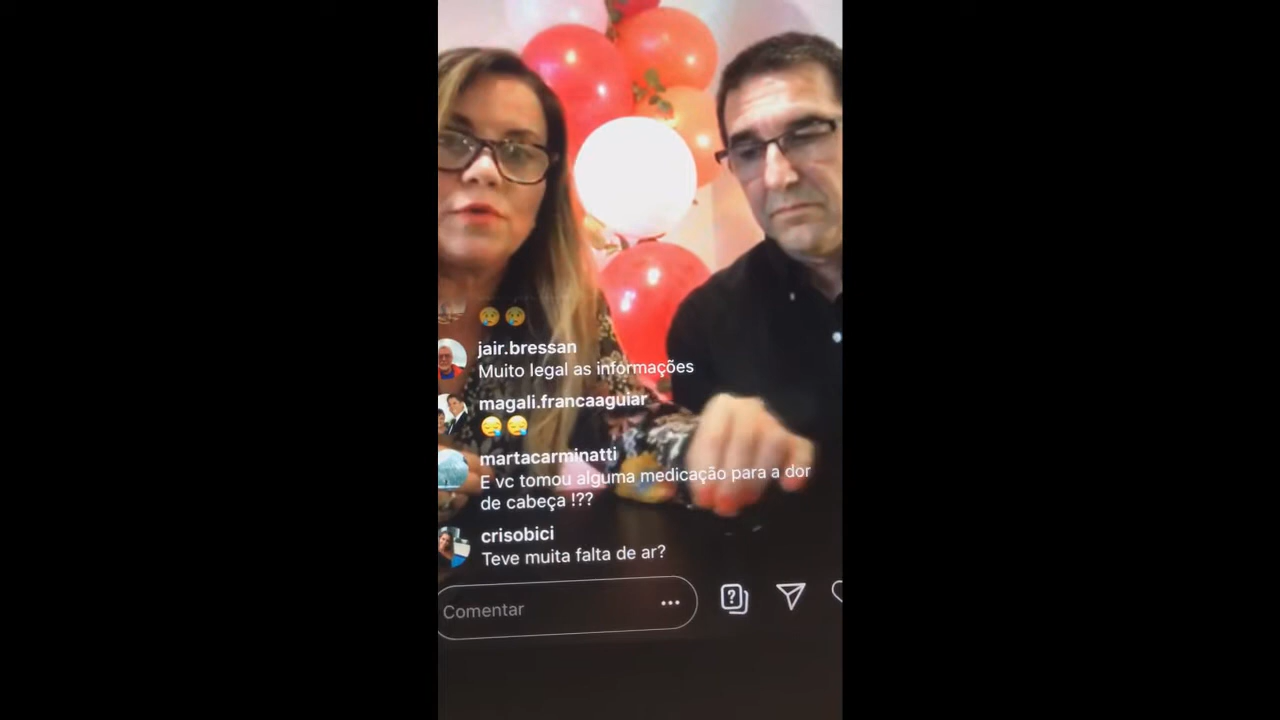 jair.bressan
Muito legal as informações
magali.francaaguiar
martacarminatti
E vc tomou alguma medicação para a dor
de cabeça !??
crisobici
Teve muita falta de ar?
Comentar